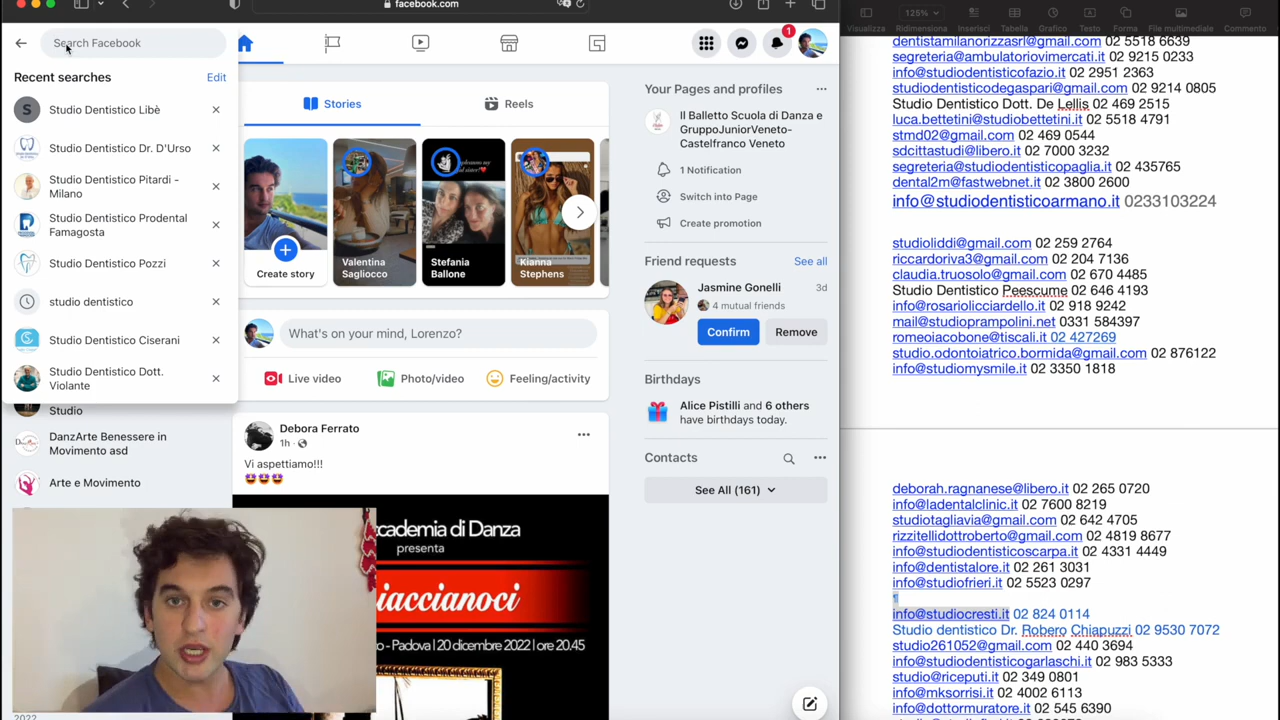 facebook.com
125%
Visualizza
Ridimensiona
Inserisci
Tabella
Grafico
Testo
Forma
File multimediale
Commento
Search Facebook
1
Recent searches
Edit
Studio Dentistico Libè
Studio Dentistico Dr. D'Urso
Studio Dentistico Pitardi -
Milano
Studio Dentistico Prodental
Famagosta
Studio Dentistico Pozzi
studio dentistico
Studio Dentistico Ciserani
Studio Dentistico Dott.
Violante
Studio
DanzArte Benessere in
Movimento asd
Arte e Movimento
2022
Stories
Reels
Create story
Valentina
Sagliocco
Stefania
Ballone
Kianna
Stephens
What's on your mind, Lorenzo?
Live video
Photo/video
Feeling/activity
Debora Ferrato
1h
Vi aspettiamo!!!
ccademia di Danza
presenta
iaccianoci
o - Padova | 20 dicembre 2022 | ore 20.45
Your Pages and profiles
Il Balletto Scuola di Danza e
GruppoJuniorVeneto-
Castelfranco Veneto
1 Notification
Switch into Page
Create promotion
Friend requests
See all
Jasmine Gonelli
3d
4 mutual friends
Confirm
Remove
Birthdays
Alice Pistilli and 6 others
have birthdays today.
Contacts
See All (161)
dentistamilanorizzasrl@gmail.com 02 5518 6639
segreteria@ambulatoriovimercati.it 02 9215 0233
info@studiodentisticofazio.it 02 2951 2363
studiodentisticodegaspari@gmail.com 02 9214 0805
Studio Dentistico Dott. De Lellis 02 469 2515
luca.bettetini@studiobettetini.it 02 5518 4791
stmd02@gmail.com 02 469 0544
sdcittastudi@libero.it 02 7000 3232
segreteria@studiodentisticopaglia.it 02 435765
dental2m@fastwebnet.it 02 3800 2600
info@studiodentisticoarmano.it 0233103224
studioliddi@gmail.com 02 259 2764
riccardoriva3@gmail.com 02 204 7136
claudia.truosolo@gmail.com 02 670 4485
Studio Dentistico Peescume 02 646 4193
info@rosariolicciardello.it 02 918 9242
mail@studioprampolini.net 0331 584397
romeoiacobone@tiscali.it 02 427269
studio.odontoiatrico.bormida@gmail.com 02 876122
info@studiomysmile.it 02 3350 1818
deborah.ragnanese@libero.it 02 265 0720
info@ladentalclinic.it 02 7600 8219
studiotagliavia@gmail.com 02 642 4705
rizzitellidottroberto@gmail.com 02 4819 8677
info@studiodentisticoscarpa.it 02 4331 4449
info@dentistalore.it 02 261 3031
info@studiofrieri.it 02 5523 0297
¶
info@studiocresti.it 02 824 0114
Studio dentistico Dr. Robero Chiapuzzi 02 9530 7072
studio261052@gmail.com 02 440 3694
info@studiodentisticogarlaschi.it 02 983 5333
studio@riceputi.it 02 349 0801
info@mksorrisi.it 02 4002 6113
info@dottormuratore.it 02 545 6390